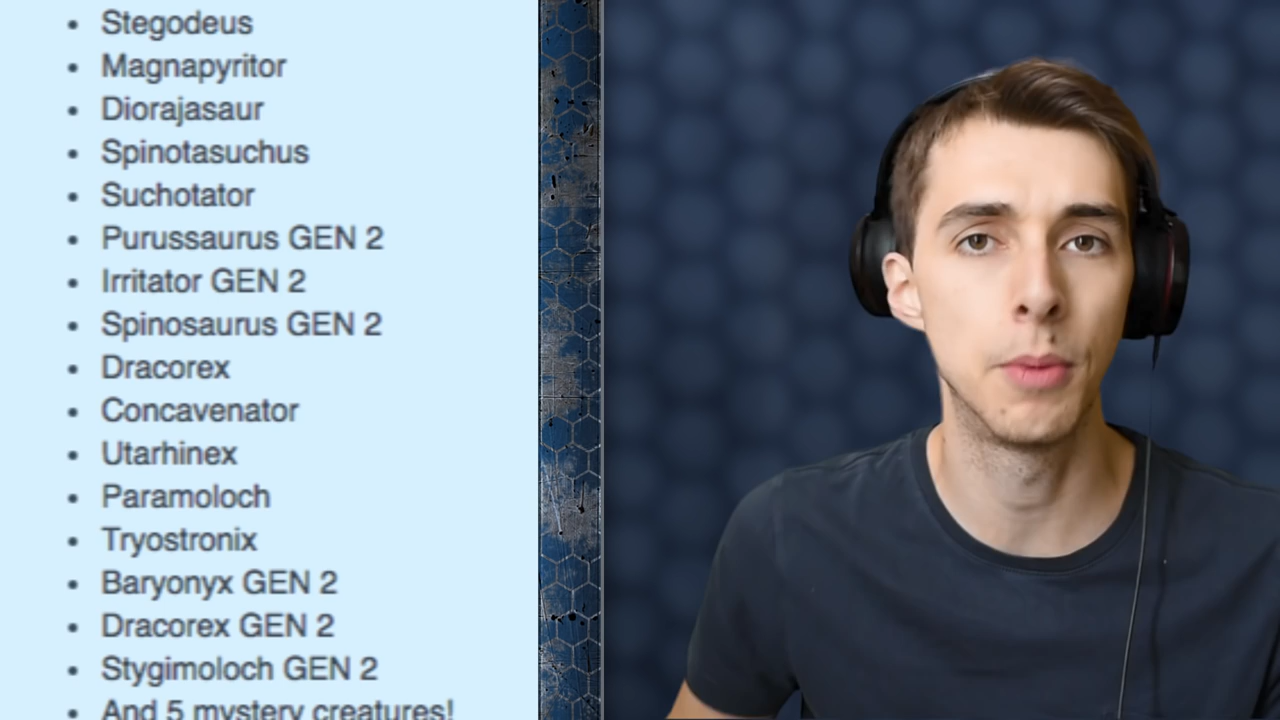 • Stegodeus
• Magnapyritor
• Diorajasaur
• Spinotasuchus
• Suchotator
• Purussaurus GEN 2
• Irritator GEN 2
• Spinosaurus GEN 2
• Dracorex
• Concavenator
• Utarhinex
• Paramoloch
• Tryostronix
• Baryonyx GEN 2
• Dracorex GEN 2
• Stygimoloch GEN 2
• And 5 mystery creatures!